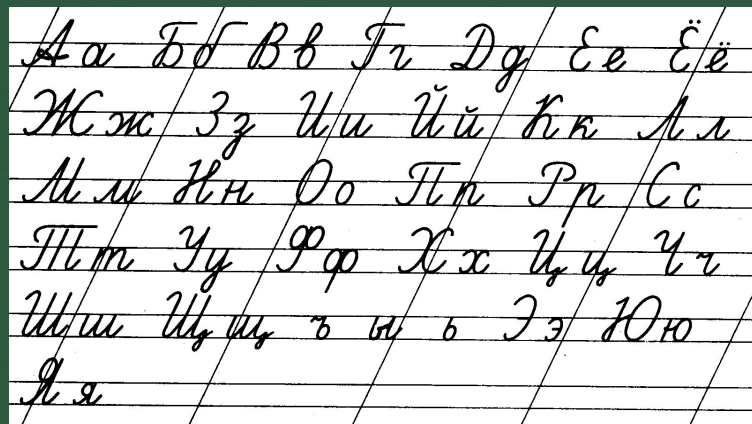 Аа Бб Вв Гг Дд Ее Ёё
Жж Зз Ии Йй Кк Лл
Мм Нн Оо Пп Рр Сс
Тт Уу Фф Хх Цц Чч
Шш Щщ ъ ы ь Ээ Юю
Яя